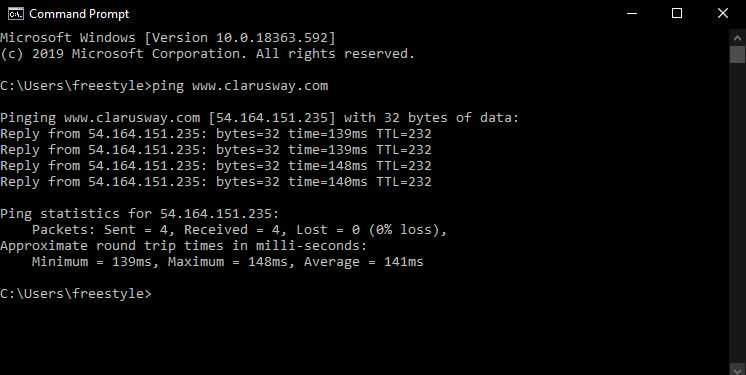 Command Prompt
Microsoft Windows [Version 10.0.18363.592]
(c) 2019 Microsoft Corporation. All rights reserved.
C:\Users\freestyle>ping www.clarusway.com
Pinging www.clarusway.com [54.164.151.235] with 32 bytes of data:
Reply from 54.164.151.235: bytes=32 time=139ms TTL=232
Reply from 54.164.151.235: bytes=32 time=139ms TTL=232
Reply from 54.164.151.235: bytes=32 time=148ms TTL=232
Reply from 54.164.151.235: bytes=32 time=140ms TTL=232
Ping statistics for 54.164.151.235:
    Packets: Sent = 4, Received = 4, Lost = 0 (0% loss),
Approximate round trip times in milli-seconds:
    Minimum = 139ms, Maximum = 148ms, Average = 141ms
C:\Users\freestyle>